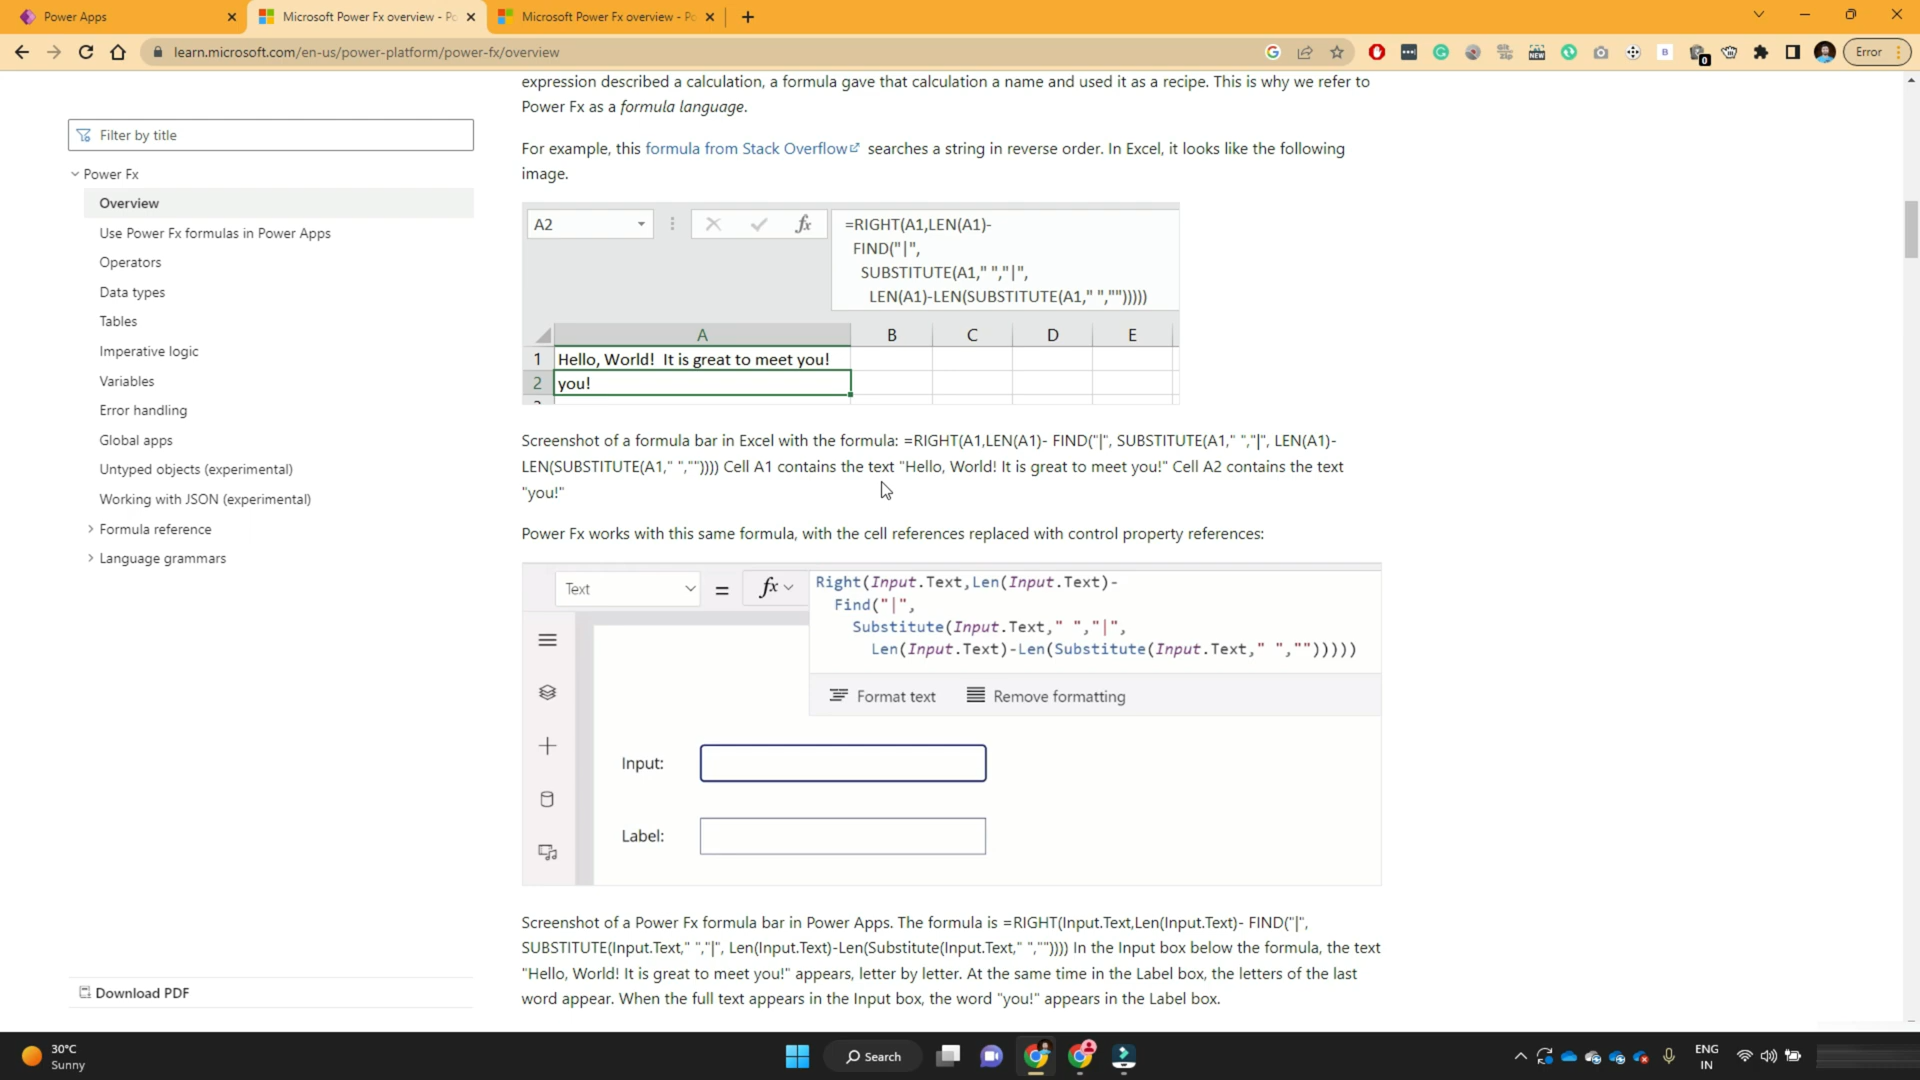 Power Apps
Microsoft Power Fx overview - Po
Microsoft Power Fx overview - Po
learn.microsoft.com/en-us/power-platform/power-fx/overview
Error
Filter by title
Power Fx
Overview
Use Power Fx formulas in Power Apps
Operators
Data types
Tables
Imperative logic
Variables
Error handling
Global apps
Untyped objects (experimental)
Working with JSON (experimental)
Formula reference
Language grammars
Download PDF
expression described a calculation, a formula gave that calculation a name and used it as a recipe. This is why we refer to
Power Fx as a formula language.
For example, this formula from Stack Overflow searches a string in reverse order. In Excel, it looks like the following
image.
A2
fx
=RIGHT(A1,LEN(A1)-
FIND("|",
SUBSTITUTE(A1," ","|",
LEN(A1)-LEN(SUBSTITUTE(A1," ","")))))
A B C D E
1 Hello, World!  It is great to meet you!
2 you!
Screenshot of a formula bar in Excel with the formula: =RIGHT(A1,LEN(A1)- FIND("|", SUBSTITUTE(A1," ","|", LEN(A1)-
LEN(SUBSTITUTE(A1," ","")))) Cell A1 contains the text "Hello, World! It is great to meet you!" Cell A2 contains the text
"you!"
Power Fx works with this same formula, with the cell references replaced with control property references:
Text
=
fx
Right(Input.Text,Len(Input.Text)-
Find("|",
Substitute(Input.Text," ","|",
Len(Input.Text)-Len(Substitute(Input.Text," ","")))))
Format text
Remove formatting
Input:
Label:
Screenshot of a Power Fx formula bar in Power Apps. The formula is =RIGHT(Input.Text,Len(Input.Text)- FIND("|",
SUBSTITUTE(Input.Text," ","|", Len(Input.Text)-Len(Substitute(Input.Text," ","")))) In the Input box below the formula, the text
"Hello, World! It is great to meet you!" appears, letter by letter. At the same time in the Label box, the letters of the last
word appear. When the full text appears in the Input box, the word "you!" appears in the Label box.
30°C
Sunny
Search
ENG
IN